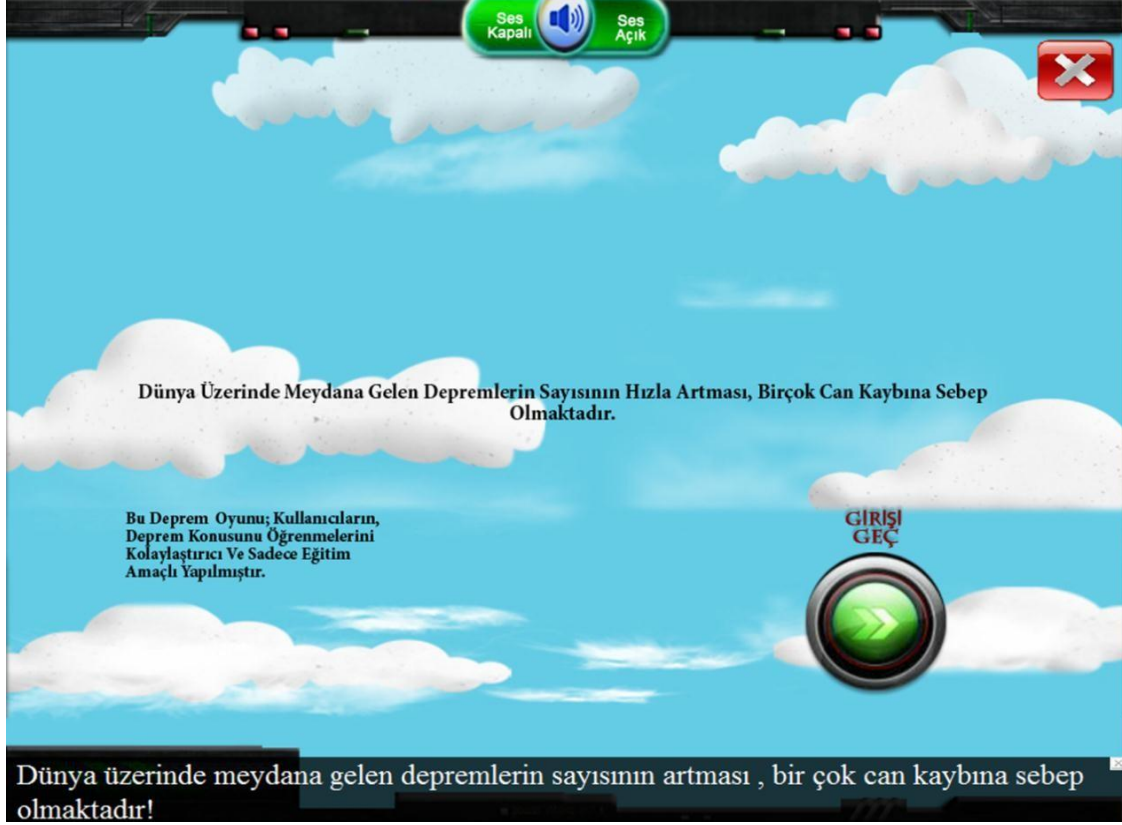 Ses
Kapalı
Ses
Açık
Dünya Üzerinde Meydana Gelen Depremlerin Sayısının Hızla Artması, Birçok Can Kaybına Sebep
Olmaktadır.
Bu Deprem Oyunu; Kullanıcıların,
Deprem Konusunu Öğrenmelerini
Kolaylaştırıcı Ve Sadece Eğitim
Amaçlı Yapılmıştır.
GİRİŞİ
GEÇ
Dünya üzerinde meydana gelen depremlerin sayısının artması , bir çok can kaybına sebep
olmaktadır!